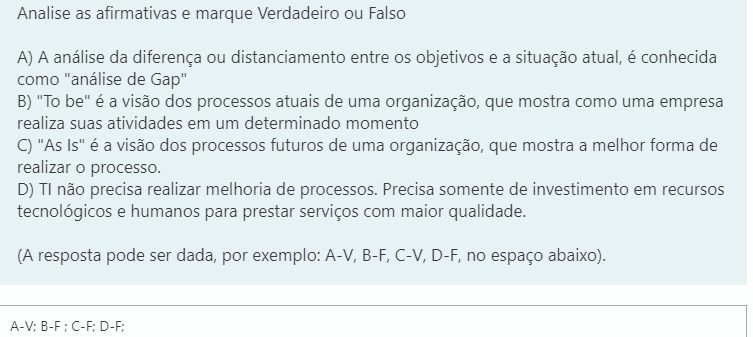 Analise as afirmativas e marque Verdadeiro ou Falso
A) A análise da diferença ou distanciamento entre os objetivos e a situação atual, é conhecida
como "análise de Gap"
B) "To be" é a visão dos processos atuais de uma organização, que mostra como uma empresa
realiza suas atividades em um determinado momento
C) "As Is" é a visão dos processos futuros de uma organização, que mostra a melhor forma de
realizar o processo.
D) TI não precisa realizar melhoria de processos. Precisa somente de investimento em recursos
tecnológicos e humanos para prestar serviços com maior qualidade.
(A resposta pode ser dada, por exemplo: A-V, B-F, C-V, D-F, no espaço abaixo).
A-V; B-F ; C-F; D-F;